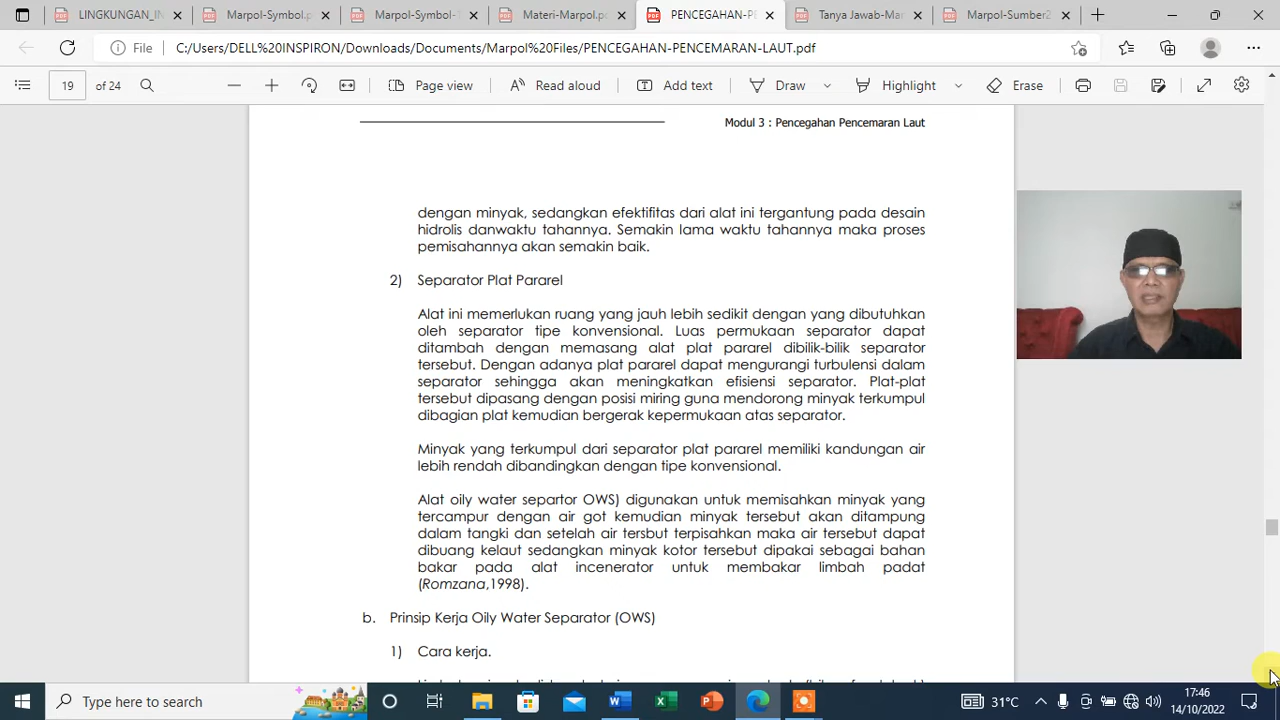 LINGKUNGAN_IN
Marpol-Symbol.p
Marpol-Symbol-
Materi-Marpol.p
PENCEGAHAN-P
Tanya Jawab-Mar
Marpol-Sumber2
File C:/Users/DELL%20INSPIRON/Downloads/Documents/Marpol%20Files/PENCEGAHAN-PENCEMARAN-LAUT.pdf
19 of 24 Page view Read aloud Add text Draw Highlight Erase
Modul 3 : Pencegahan Pencemaran Laut
dengan minyak, sedangkan efektifitas dari alat ini tergantung pada desain
hidrolis danwaktu tahannya. Semakin lama waktu tahannya maka proses
pemisahannya akan semakin baik.
2) Separator Plat Pararel
Alat ini memerlukan ruang yang jauh lebih sedikit dengan yang dibutuhkan
oleh separator tipe konvensional. Luas permukaan separator dapat
ditambah dengan memasang alat plat pararel dibilik-bilik separator
tersebut. Dengan adanya plat pararel dapat mengurangi turbulensi dalam
separator sehingga akan meningkatkan efisiensi separator. Plat-plat
tersebut dipasang dengan posisi miring guna mendorong minyak terkumpul
dibagian plat kemudian bergerak kepermukaan atas separator.
Minyak yang terkumpul dari separator plat pararel memiliki kandungan air
lebih rendah dibandingkan dengan tipe konvensional.
Alat oily water separtor OWS) digunakan untuk memisahkan minyak yang
tercampur dengan air got kemudian minyak tersebut akan ditampung
dalam tangki dan setelah air tersbut terpisahkan maka air tersebut dapat
dibuang kelaut sedangkan minyak kotor tersebut dipakai sebagai bahan
bakar pada alat incenerator untuk membakar limbah padat
(Romzana,1998).
b. Prinsip Kerja Oily Water Separator (OWS)
1) Cara kerja.
Type here to search
31°C
17:46
14/10/2022